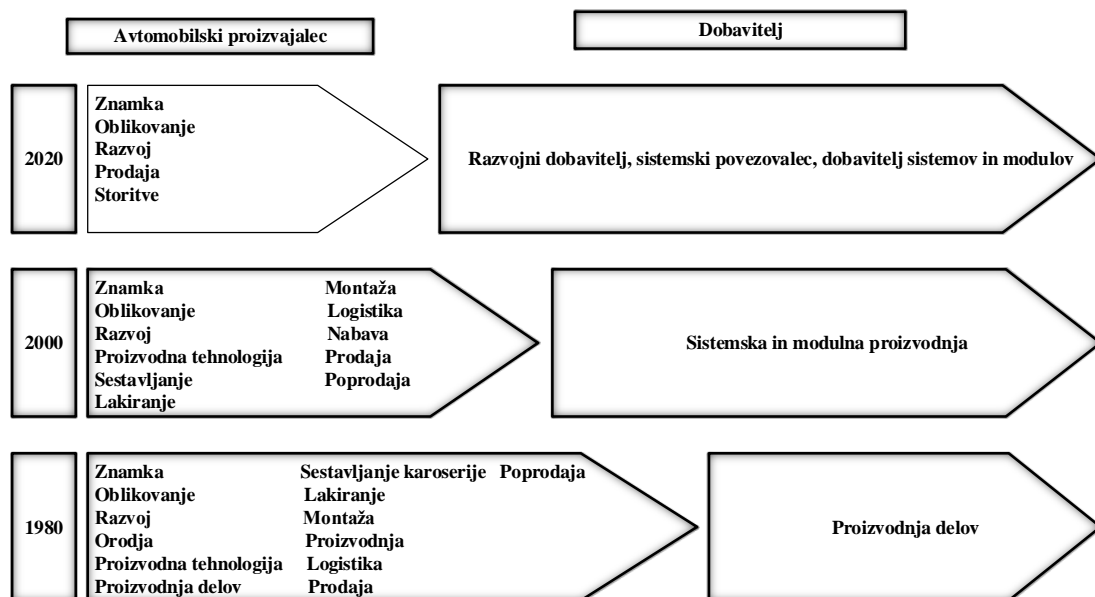 Avtomobilski proizvajalec
Dobavitelj
2020
Znamka
Oblikovanje
Razvoj
Prodaja
Storitve
Razvojni dobavitelj, sistemski povezovalec, dobavitelj sistemov in modulov
2000
Znamka Montaža
Oblikovanje Logistika
Razvoj Nabava
Proizvodna tehnologija Prodaja
Sestavljanje Poprodaja
Lakiranje
Sistemska in modulna proizvodnja
1980
Znamka Sestavljanje karoserije Poprodaja
Oblikovanje Lakiranje
Razvoj Montaža
Orodja Proizvodnja
Proizvodna tehnologija Logistika
Proizvodnja delov Prodaja
Proizvodnja delov